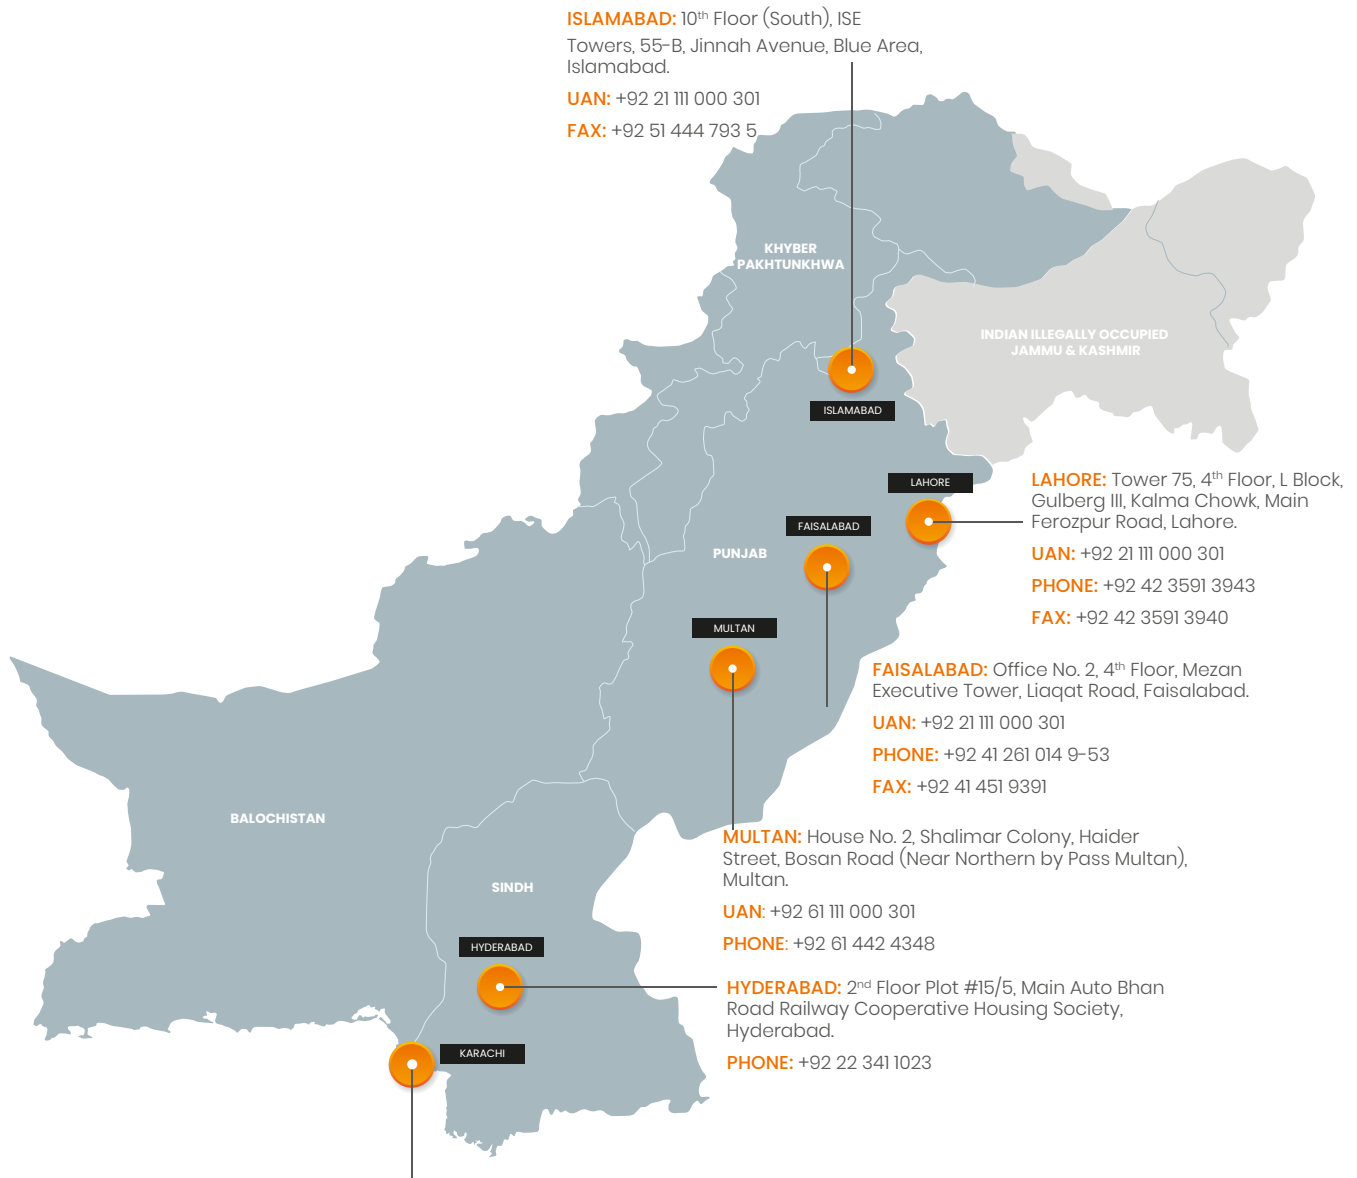 ISLAMABAD: 10th Floor (South), ISE
Towers, 55-B, Jinnah Avenue, Blue Area,
Islamabad.
UAN: +92 21 111 000 301
FAX: +92 51 444 793 5
KHYBER
PAKHTUNKHWA
INDIAN ILLEGALLY OCCUPIED
JAMMU & KASHMIR
ISLAMABAD
LAHORE
LAHORE: Tower 75, 4th Floor, L Block,
Gulberg III, Kalma Chowk, Main
Ferozpur Road, Lahore.
UAN: +92 21 111 000 301
PHONE: +92 42 3591 3943
FAX: +92 42 3591 3940
FAISALABAD
PUNJAB
MULTAN
FAISALABAD: Office No. 2, 4th Floor, Mezan
Executive Tower, Liaqat Road, Faisalabad.
UAN: +92 21 111 000 301
PHONE: +92 41 261 014 9-53
FAX: +92 41 451 9391
BALOCHISTAN
MULTAN: House No. 2, Shalimar Colony, Haider
Street, Bosan Road (Near Northern by Pass Multan),
Multan.
UAN: +92 61 111 000 301
PHONE: +92 61 442 4348
SINDH
HYDERABAD
HYDERABAD: 2nd Floor Plot #15/5, Main Auto Bhan
Road Railway Cooperative Housing Society,
Hyderabad.
PHONE: +92 22 341 1023
KARACHI